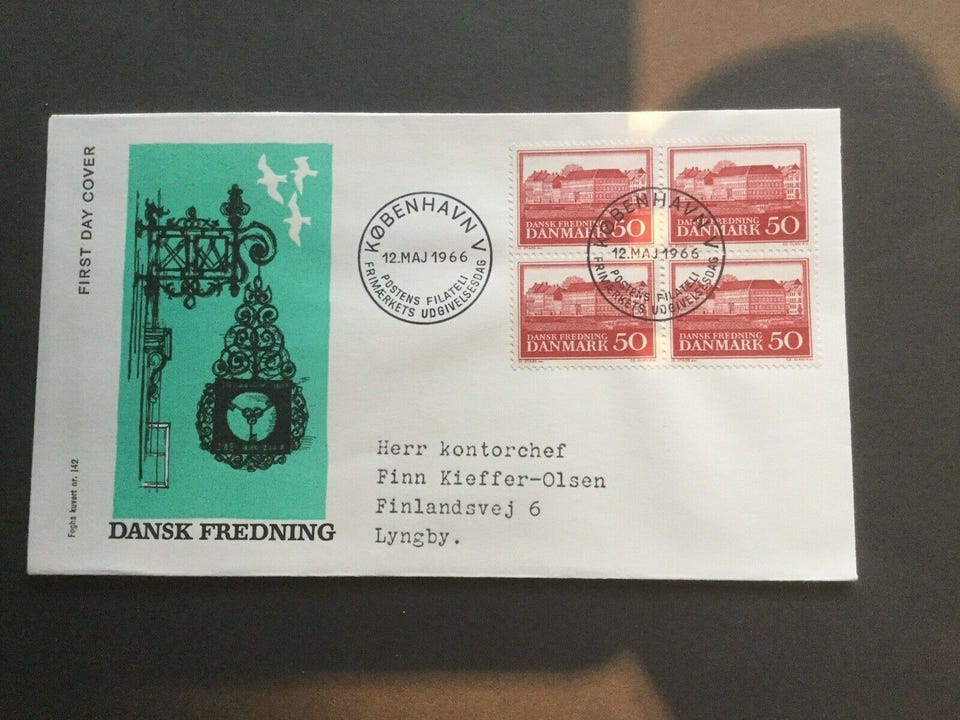 FIRST DAY COVER
Fogha kuvert nr. 142
DANSK FREDNING
KØBENHAVN V
12.MAJ 1966
POSTENS FILATELI
FRIMÆRKETS UDGIVELSESDAG
DANSK FREDNING
DANMARK 50
DANSK FREDNING
DANMARK 50
DANSK FREDNING
DANMARK 50
DANSK FREDNING
DANMARK 50
KØBENHAVN V
12.MAJ 1966
POSTENS FILATELI
FRIMÆRKETS UDGIVELSESDAG
Herr kontorchef
Finn Kieffer-Olsen
Finlandsvej 6
Lyngby.